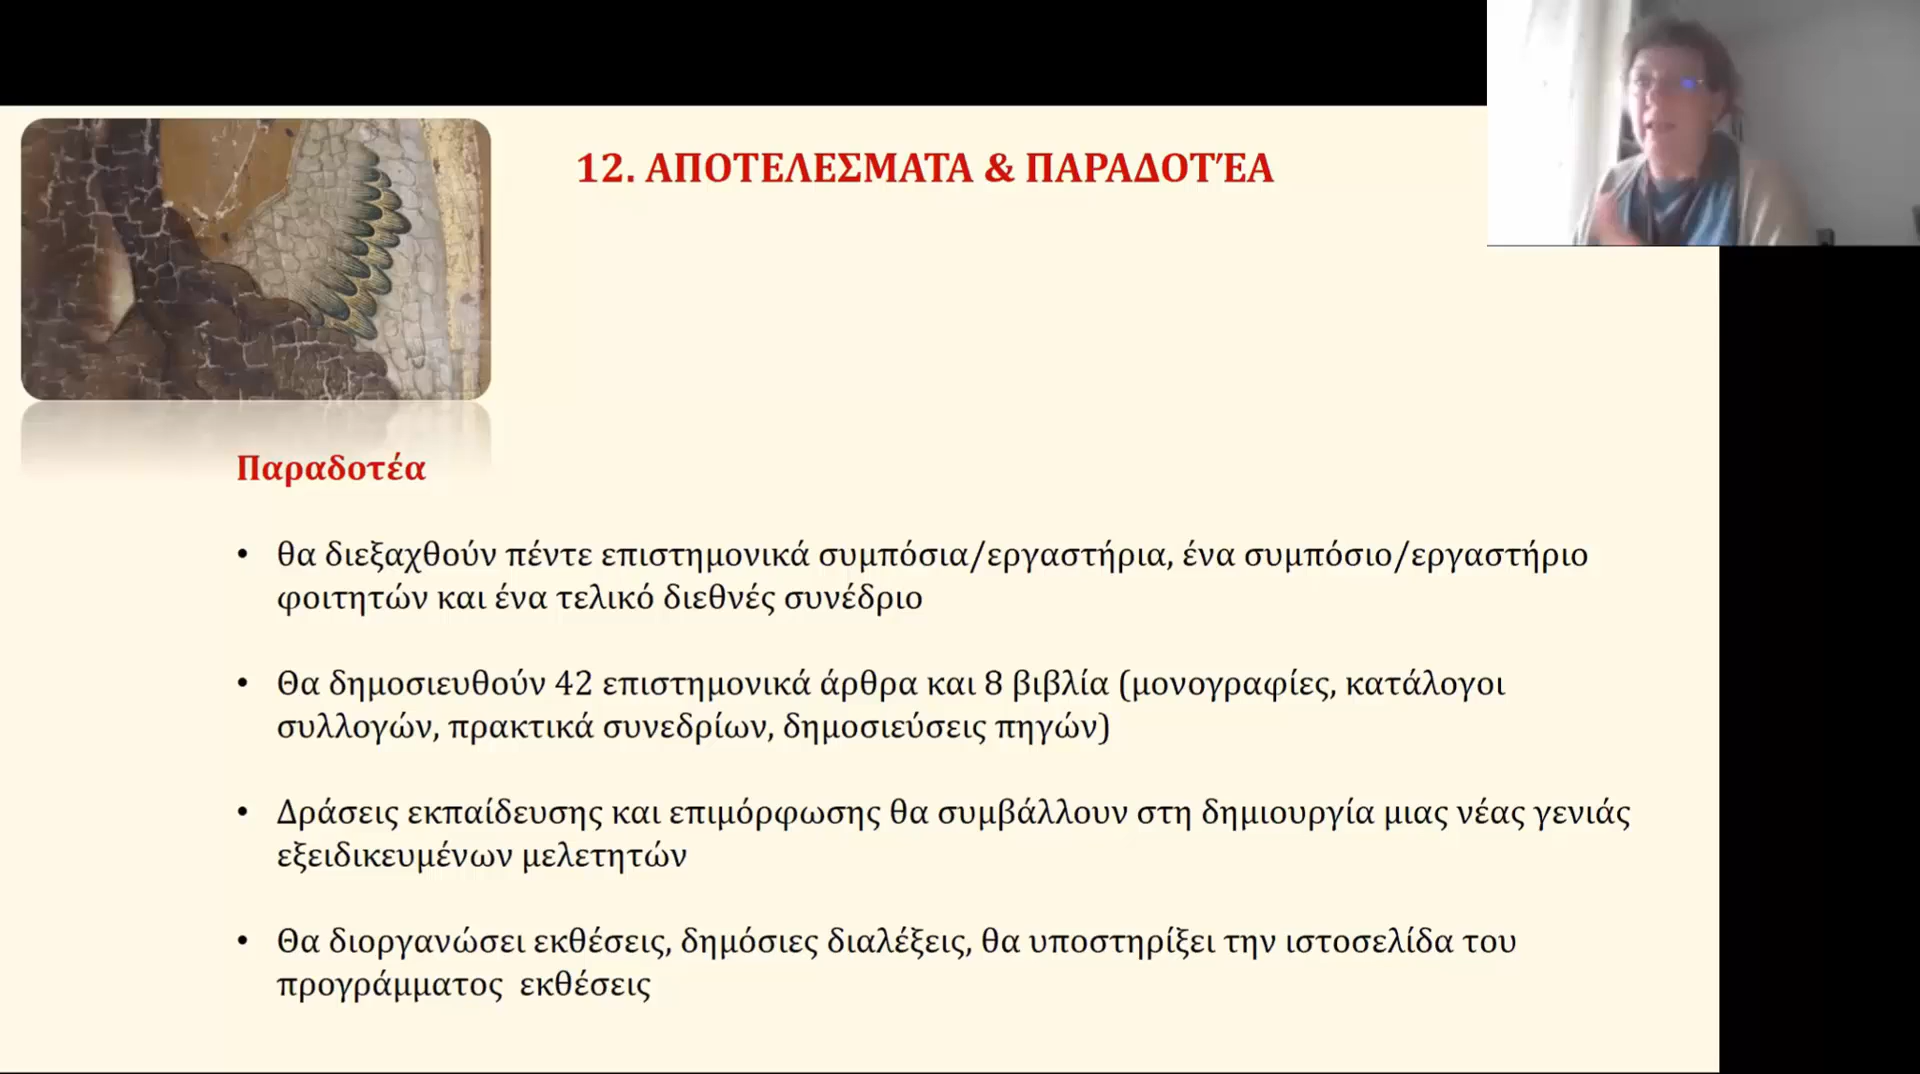 12. ΑΠΟΤΕΛΕΣΜΑΤΑ & ΠΑΡΑΔΟΤΈΑ
Παραδοτέα
• θα διεξαχθούν πέντε επιστημονικά συμπόσια/εργαστήρια, ένα συμπόσιο/εργαστήριο
φοιτητών και ένα τελικό διεθνές συνέδριο
• Θα δημοσιευθούν 42 επιστημονικά άρθρα και 8 βιβλία (μονογραφίες, κατάλογοι
συλλογών, πρακτικά συνεδρίων, δημοσιεύσεις πηγών)
• Δράσεις εκπαίδευσης και επιμόρφωσης θα συμβάλλουν στη δημιουργία μιας νέας γενιάς
εξειδικευμένων μελετητών
• Θα διοργανώσει εκθέσεις, δημόσιες διαλέξεις, θα υποστηρίξει την ιστοσελίδα του
προγράμματος  εκθέσεις